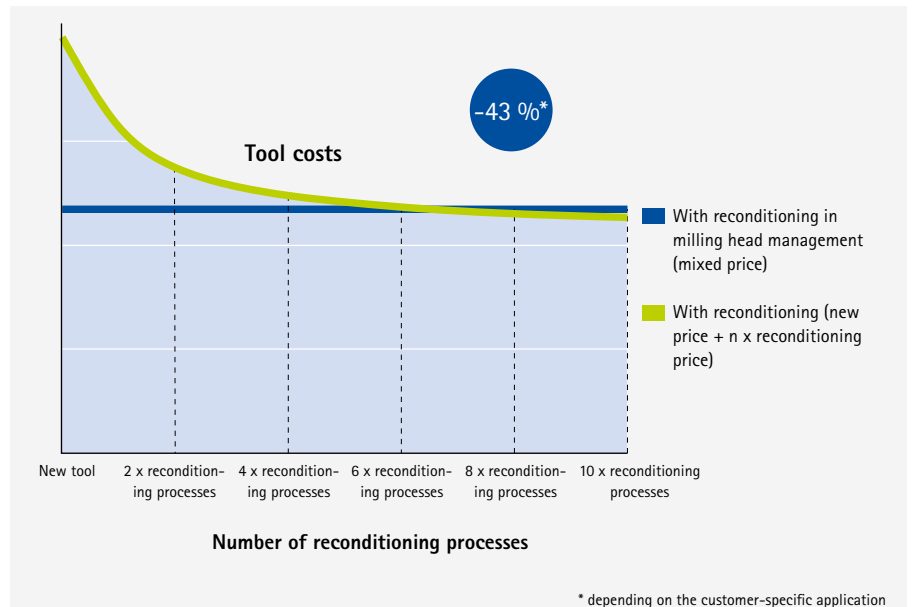 -43 %*
Tool costs
With reconditioning in
milling head management
(mixed price)
With reconditioning (new
price + n x reconditioning
price)
New tool
2 x recondition-
ing processes
4 x recondition-
ing processes
6 x recondition-
ing processes
8 x recondition-
ing processes
10 x reconditioning
processes
Number of reconditioning processes
* depending on the customer-specific application